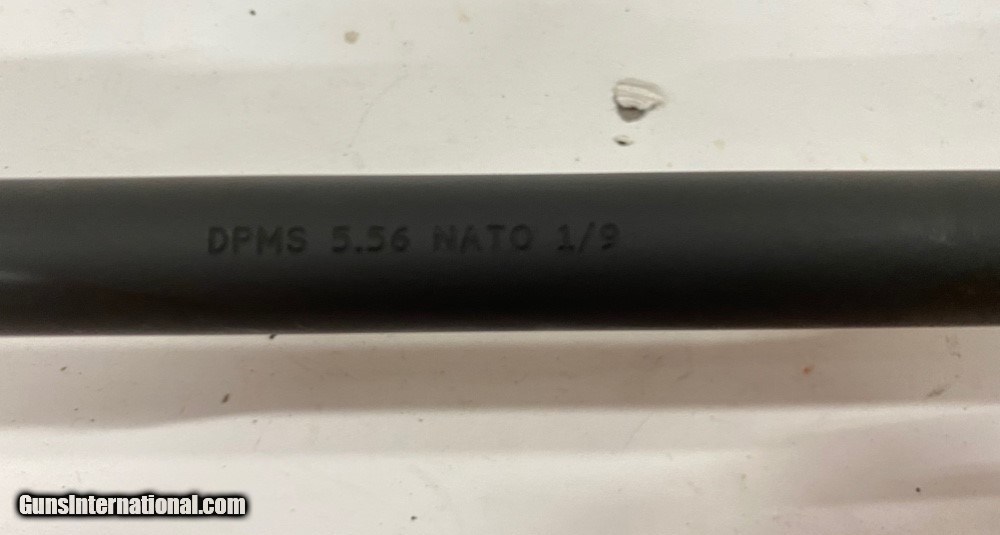 DPMS 5.56 NATO 1/9
GunsInternational.com